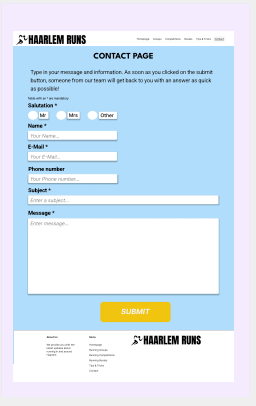 HAARLEM RUNS
Homepage Groups Competitions Routes Tips & Tricks Contact
CONTACT PAGE
Type in your message and information. As soon as you clicked on the submit
button, someone from our team will get back to you with an answer as quick
as possible!
fields with an * are mandatory
Salutation *
Mr Mrs Other
Name *
Your Name...
E-Mail *
Your E-Mail...
Phone number
Your Phone number...
Subject *
Enter a subject...
Message *
Enter message...
SUBMIT
About us
Menu
HAARLEM RUNS
Homepage
Running Groups
Running Competitions
Running Routes
Tips & Tricks
Contact